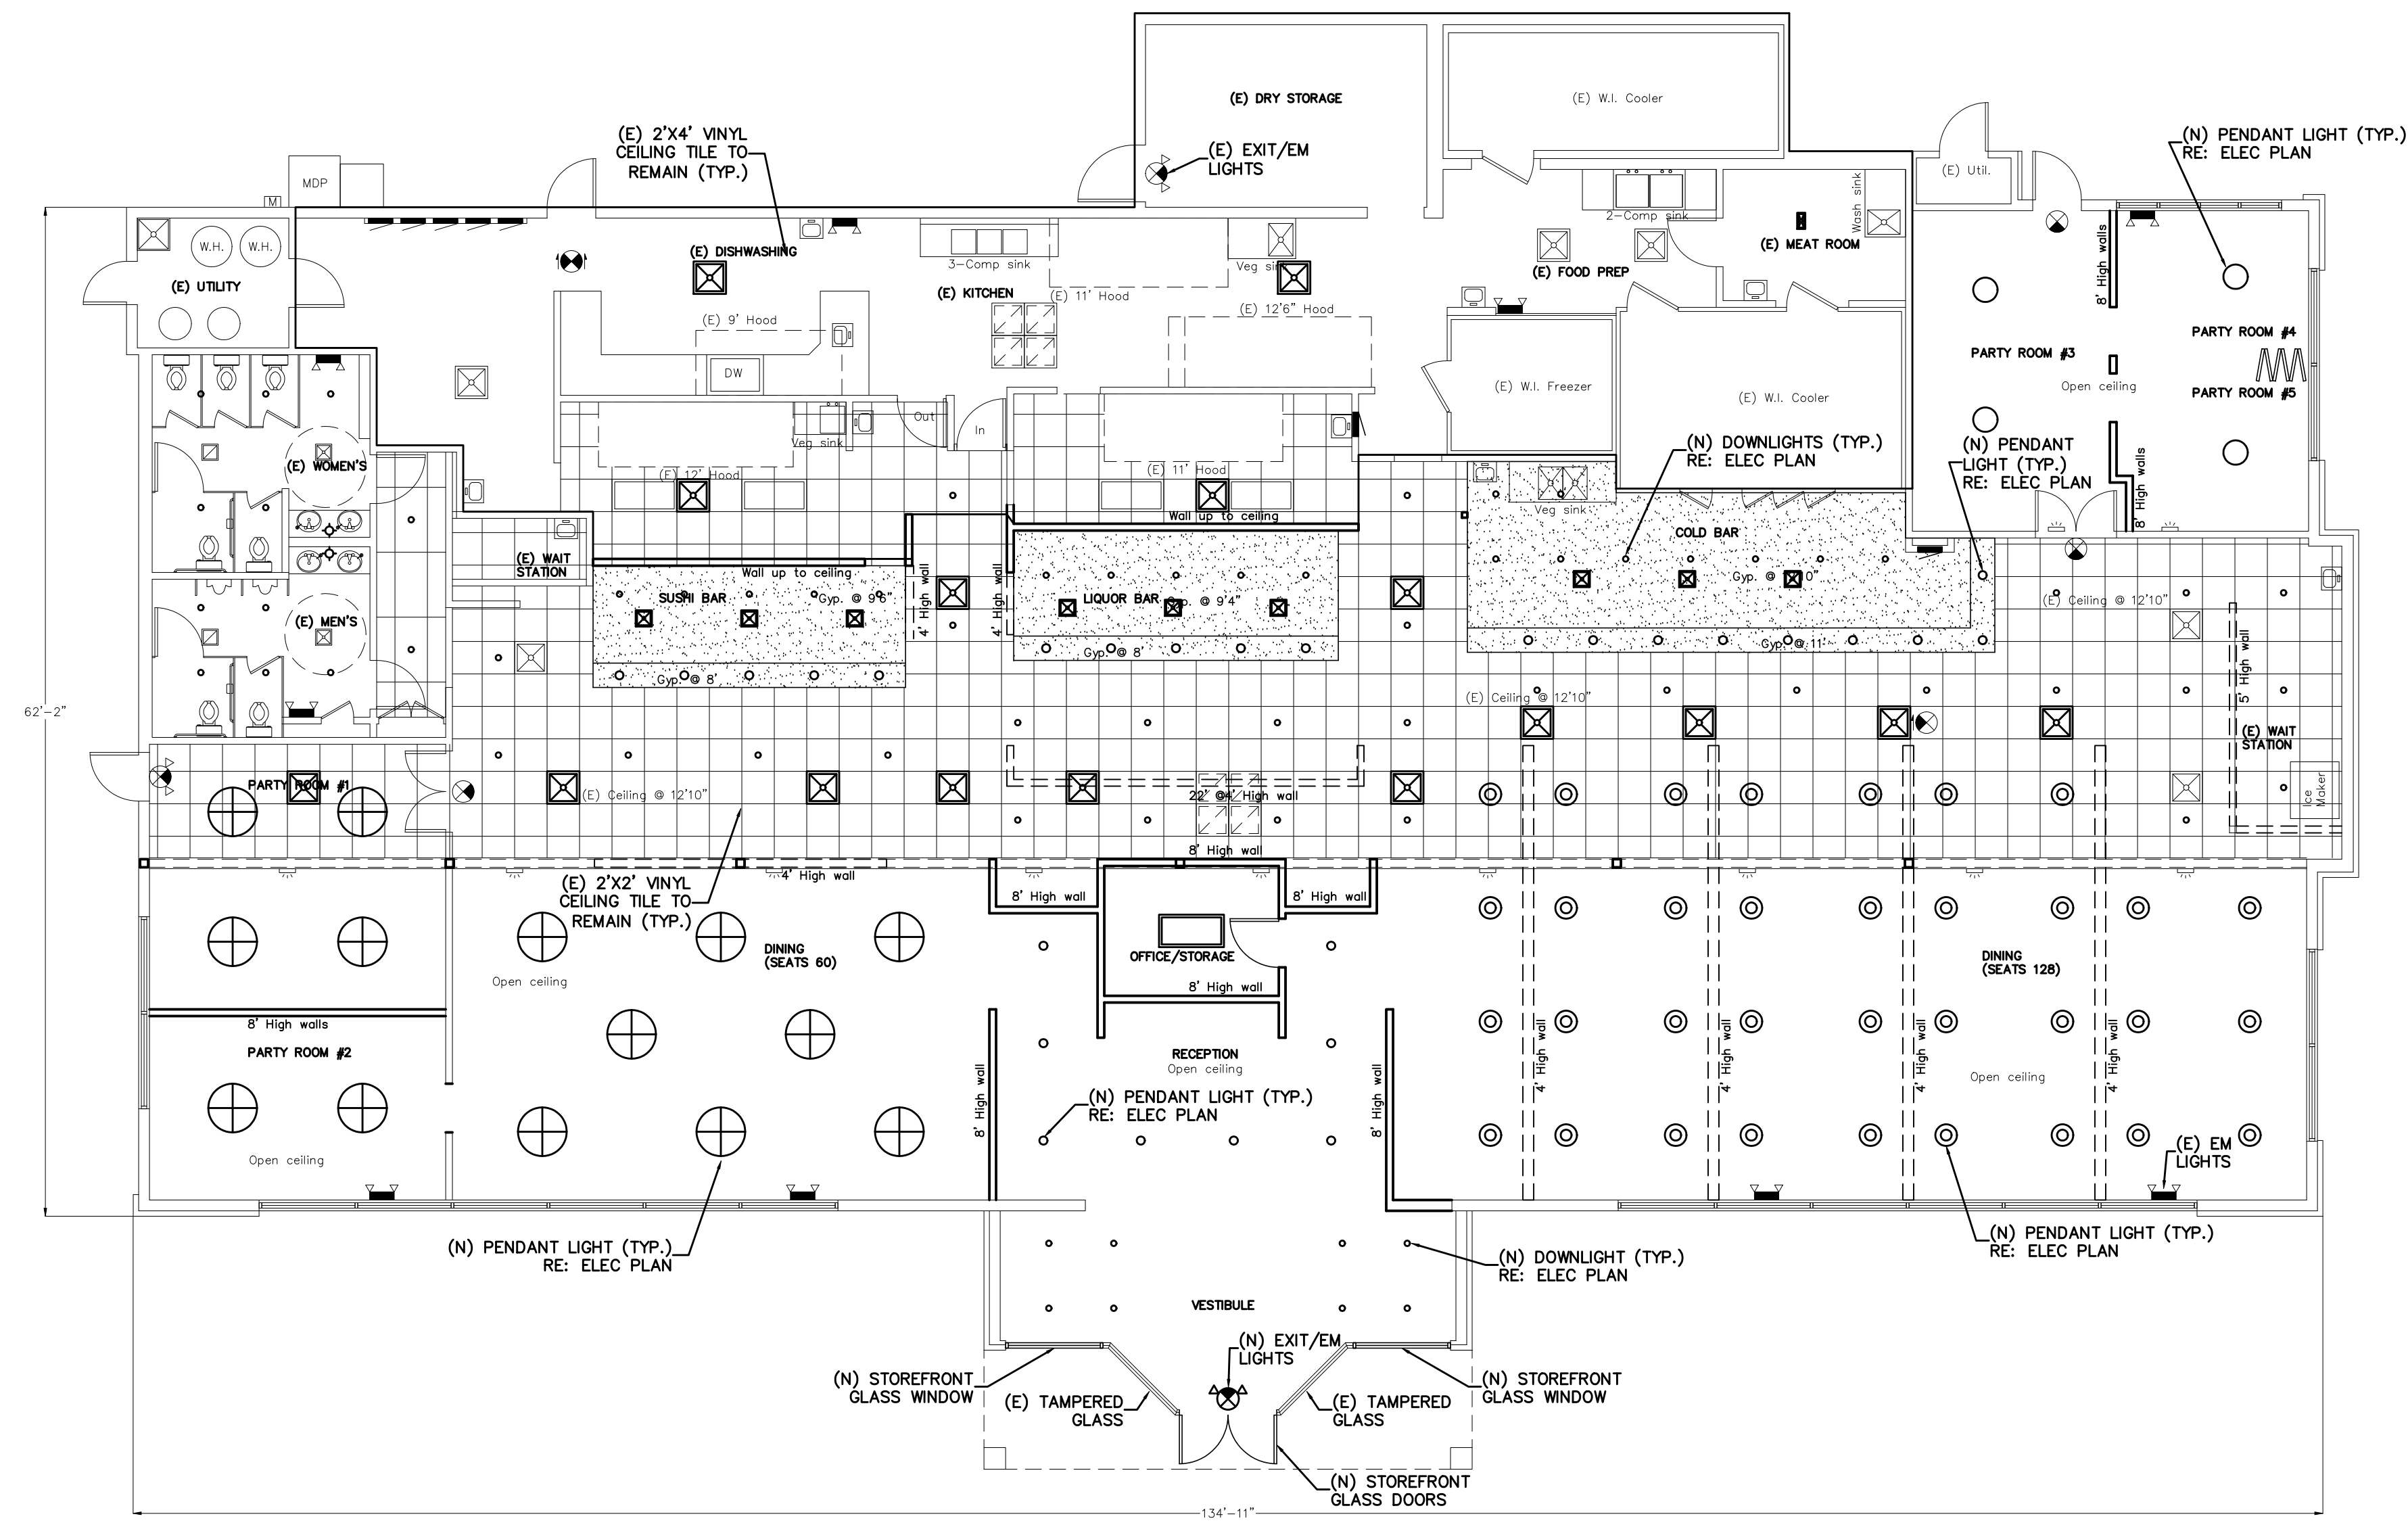 (E) DRY STORAGE
(E) W.I. Cooler
(E) 2'X4' VINYL
CEILING TILE TO
REMAIN (TYP.)
(E) EXIT/EM
LIGHTS
(N) PENDANT LIGHT (TYP.)
RE: ELEC PLAN
MDP
M
(E) Util.
Wash sink
2-Comp sink
W.H.
W.H.
(E) UTILITY
(E) DISHWASHING
3-Comp sink
Veg sink
(E) KITCHEN
(E) 11' Hood
(E) 12'6" Hood
(E) 9' Hood
DW
(E) FOOD PREP
(E) MEAT ROOM
8' High walls
PARTY ROOM #4
PARTY ROOM #3
Open ceiling
PARTY ROOM #5
(E) W.I. Freezer
(E) W.I. Cooler
Out
In
Veg sink
(E) WOMEN'S
(E) 12' Hood
(E) 11' Hood
(N) DOWNLIGHTS (TYP.)
RE: ELEC PLAN
(N) PENDANT
LIGHT (TYP.)
RE: ELEC PLAN
8' High walls
Wall up to ceiling
Veg sink
COLD BAR
(E) WAIT
STATION
Wall up to ceiling
4' High wall
4' High wall
SUSHI BAR
Gyp. @ 9'6"
LIQUOR BAR
Gyp. @ 9'4"
Gyp. @ 10"
(E) Ceiling @ 12'10"
(E) MEN'S
Gyp. @ 8'
Gyp. @ 8'
Gyp. @ 11'
5' High wall
(E) Ceiling @ 12'10"
62'-2"
(E) WAIT
STATION
Ice
Maker
PARTY ROOM #1
(E) Ceiling @ 12'10"
22' @4' High wall
8' High wall
4' High wall
(E) 2'X2' VINYL
CEILING TILE TO
REMAIN (TYP.)
8' High wall
8' High wall
DINING
(SEATS 60)
Open ceiling
OFFICE/STORAGE
8' High wall
DINING
(SEATS 128)
8' High walls
PARTY ROOM #2
RECEPTION
Open ceiling
Open ceiling
8' High wall
8' High wall
4' High wall
4' High wall
4' High wall
4' High wall
(N) PENDANT LIGHT (TYP.)
RE: ELEC PLAN
Open ceiling
(E) EM
LIGHTS
(N) PENDANT LIGHT (TYP.)
RE: ELEC PLAN
(N) DOWNLIGHT (TYP.)
RE: ELEC PLAN
(N) PENDANT LIGHT (TYP.)
RE: ELEC PLAN
VESTIBULE
(N) EXIT/EM
LIGHTS
(N) STOREFRONT
GLASS WINDOW
(E) TAMPERED
GLASS
(E) TAMPERED
GLASS
(N) STOREFRONT
GLASS WINDOW
(N) STOREFRONT
GLASS DOORS
134'-11"